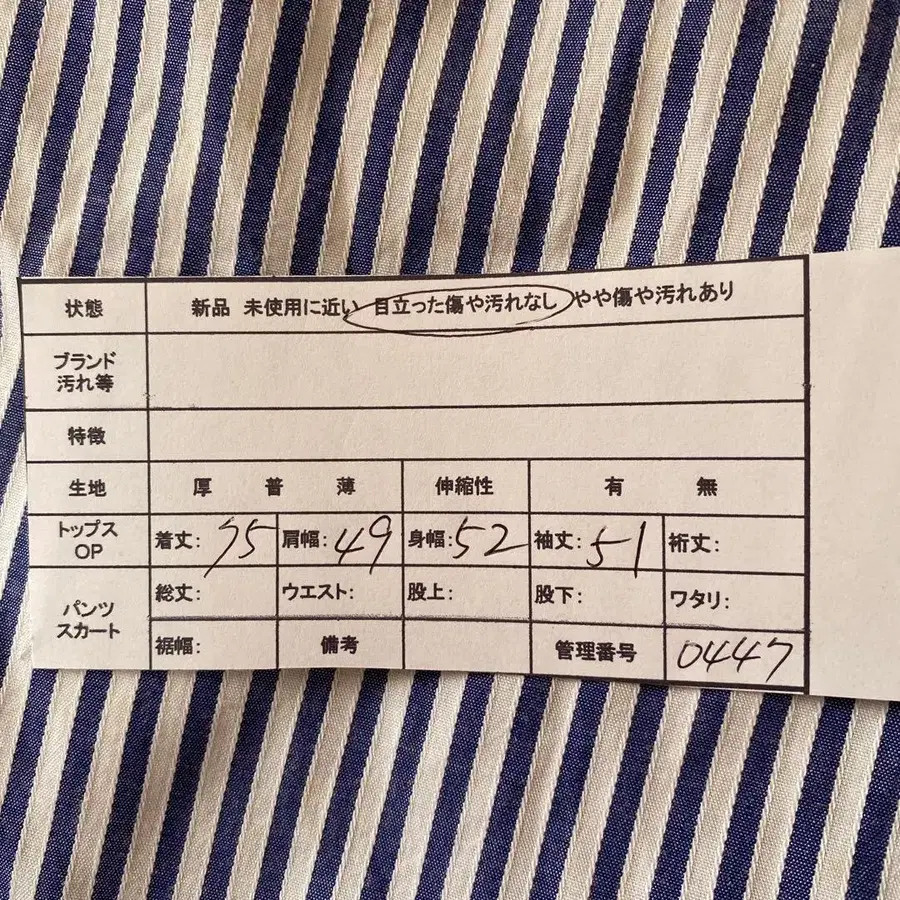 状態 新品 未使用に近い 目立った傷や汚れなし やや傷や汚れあり
ブランド
汚れ等
特徴
生地 厚 普 薄 伸縮性 有 無
トップス
OP
着丈: 75 肩幅: 49 身幅: 52 袖丈: 51 裄丈:
パンツ
スカート
総丈: ウエスト: 股上: 股下: ワタリ:
裾幅: 備考 管理番号 0447